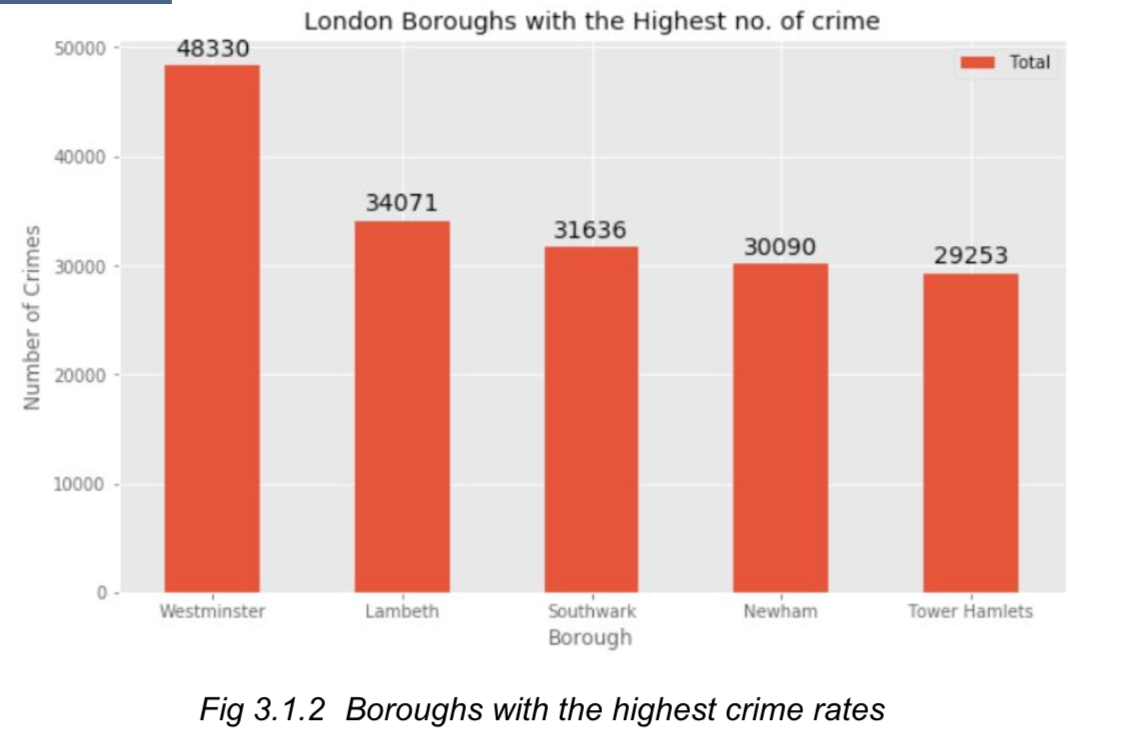 London Boroughs with the Highest no. of crime
50000
48330
Total
40000
34071
31636
30090
29253
30000
Number of Crimes
20000
10000
0
Westminster Lambeth Southwark Newham Tower Hamlets
Borough
Fig 3.1.2 Boroughs with the highest crime rates